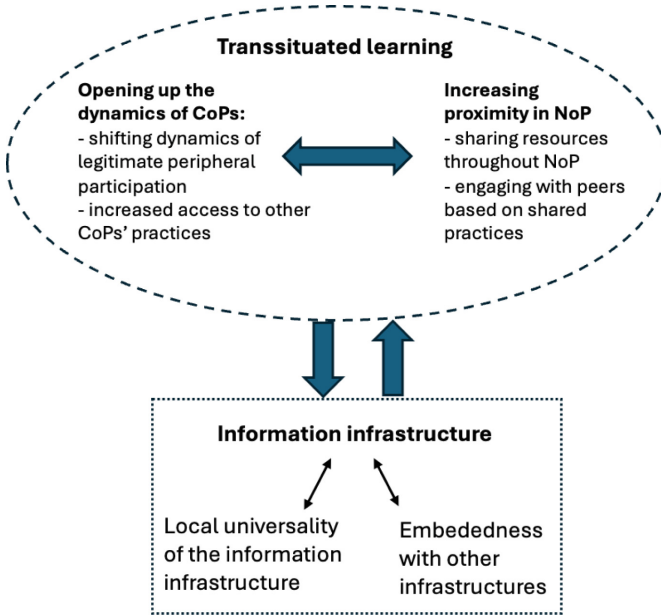 Transsituated learning
Opening up the
dynamics of CoPs:
- shifting dynamics of
legitimate peripheral
participation
- increased access to other
CoPs’ practices
Increasing
proximity in NoP
- sharing resources
throughout NoP
- engaging with peers
based on shared
practices
Information infrastructure
Local universality
of the information
infrastructure
Embededness
with other
infrastructures